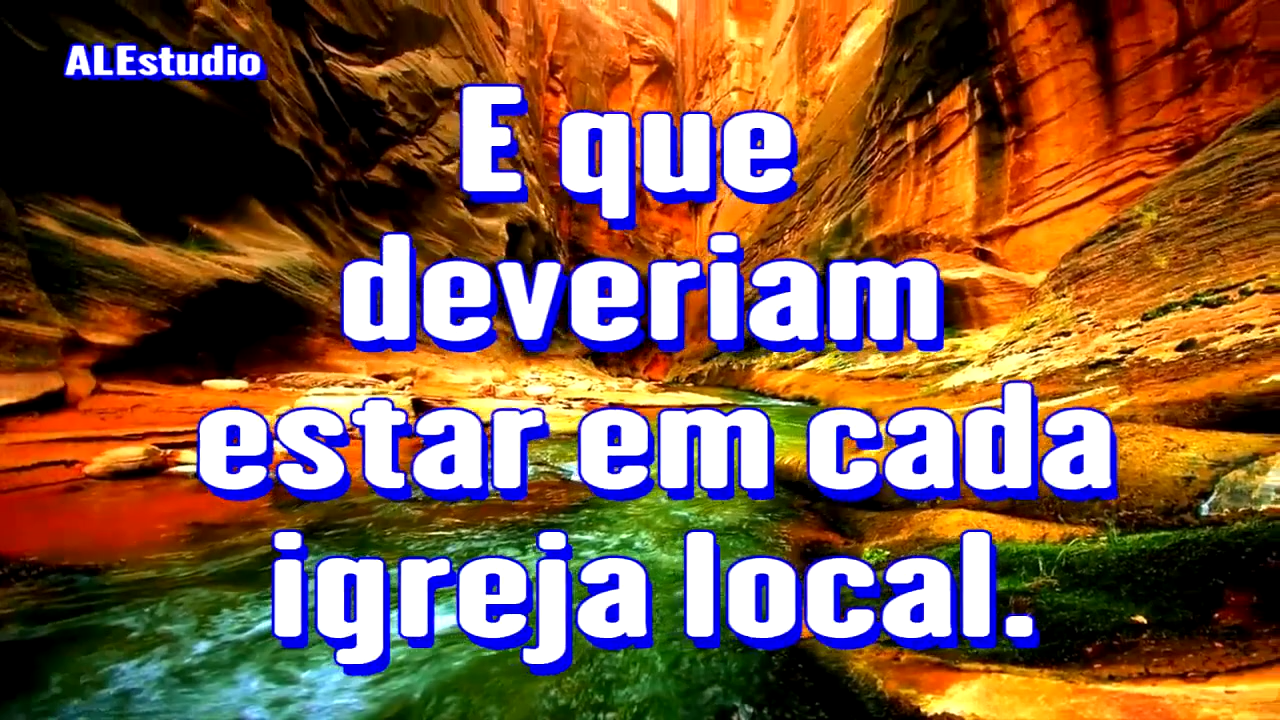 ALEstudio
E que
deveriam
estar em cada
igreja local.